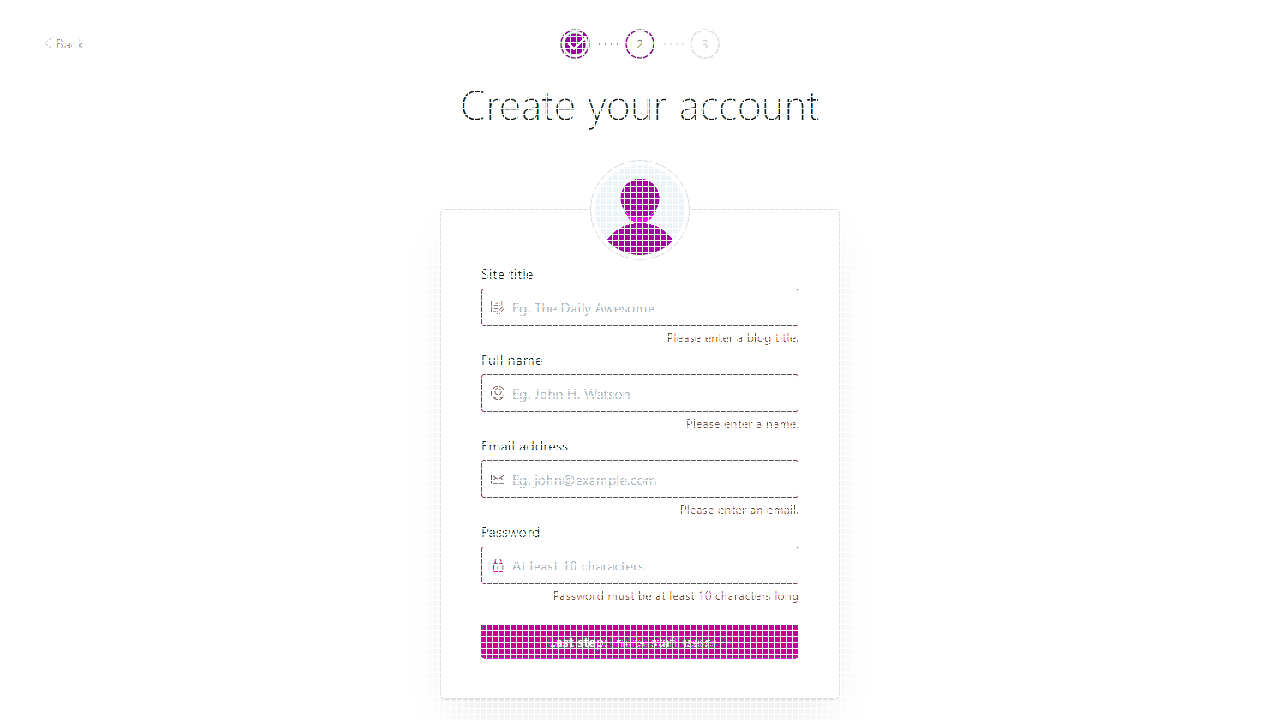 Back
2
3
Create your account
Site title
Eg. The Daily Awesome
Please enter a blog title.
Full name
Eg. John H. Watson
Please enter a name.
Email address
Eg. john@example.com
Please enter an email.
Password
At least 10 characters
Password must be at least 10 characters long
Last step: